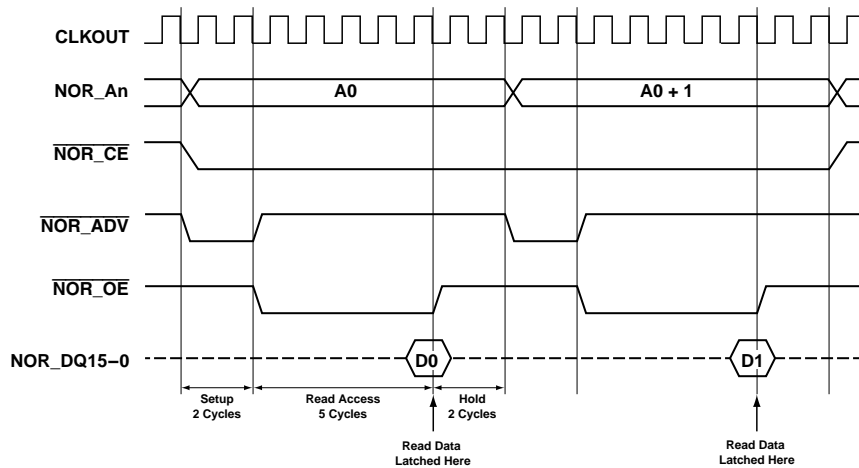 CLKOUT
NOR_An
A0
A0 + 1
NOR_CE
NOR_ADV
NOR_OE
NOR_DQ15–0
D0
D1
Setup
2 Cycles
Read Access
5 Cycles
Hold
2 Cycles
Read Data
Latched Here
Read Data
Latched Here